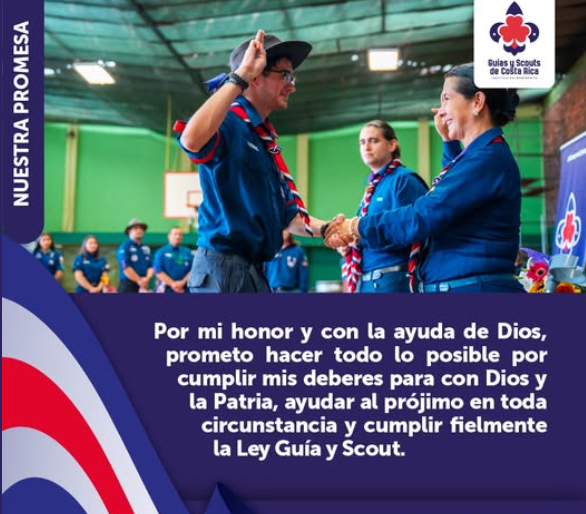 NUESTRA PROMESA
Guías y Scouts
de Costa Rica
Por mi honor y con la ayuda de Dios,
prometo hacer todo lo posible por
cumplir mis deberes para con Dios y
la Patria, ayudar al prójimo en toda
circunstancia y cumplir fielmente
la Ley Guía y Scout.